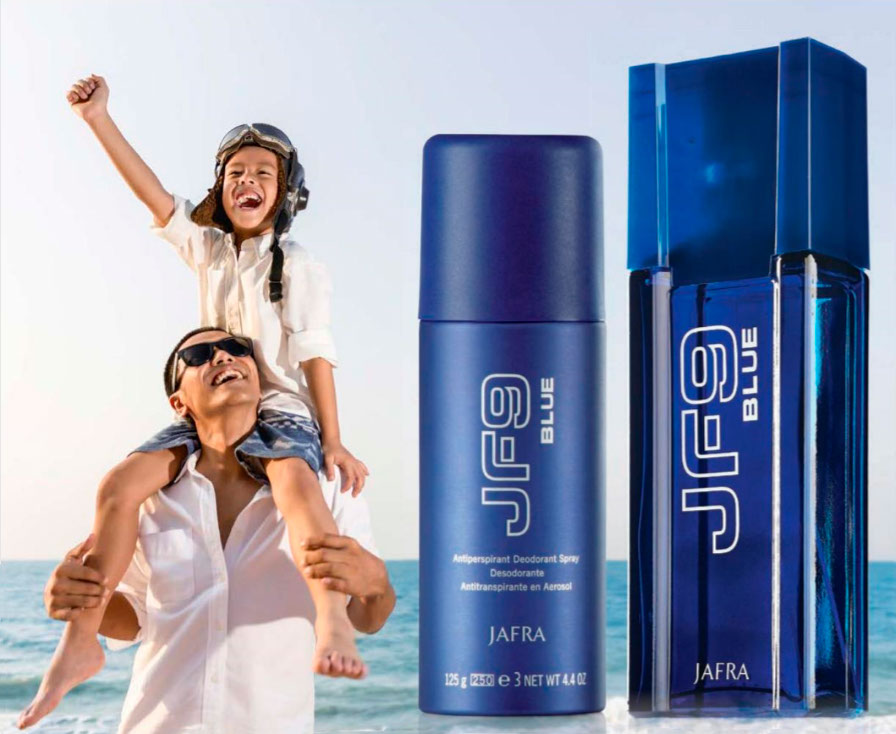 JF9
BLUE
Antiperspirant Deodorant Spray
Desodorante
Antitranspirante en Aerosol
JAFRA
125 g 250 e 3 NET WT 4.4 OZ
JF9
BLUE
JAFRA